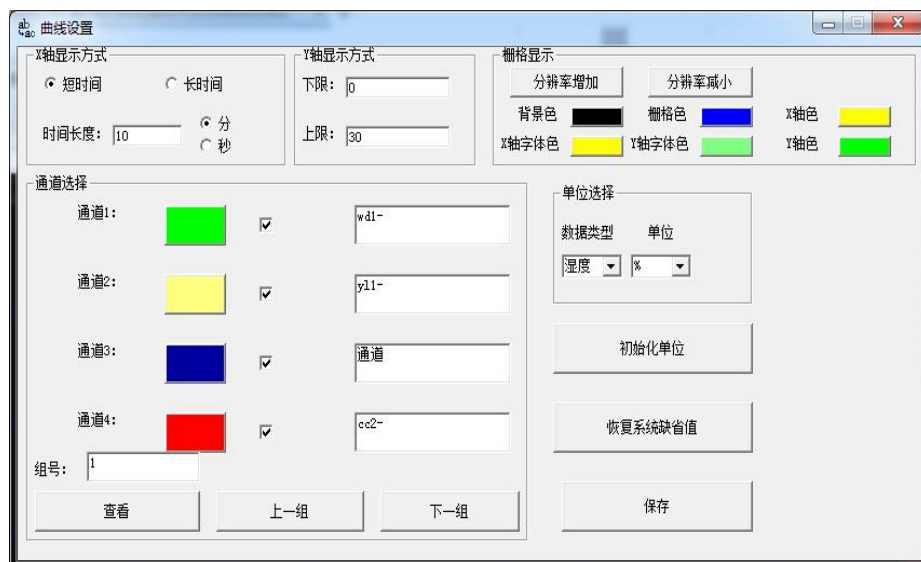 ab
ac 曲线设置
X轴显示方式
短时间 长时间
时间长度: 10 分 秒
Y轴显示方式
下限: 0
上限: 30
栅格显示
分辨率增加 分辨率减小
背景色 栅格色 X轴色
X轴字体色 Y轴字体色 Y轴色
通道选择
通道1: wd1-
通道2: yl1-
通道3: 通道
通道4: cc2-
组号: 1
查看 上一组 下一组
单位选择
数据类型 单位
湿度 %
初始化单位
恢复系统缺省值
保存